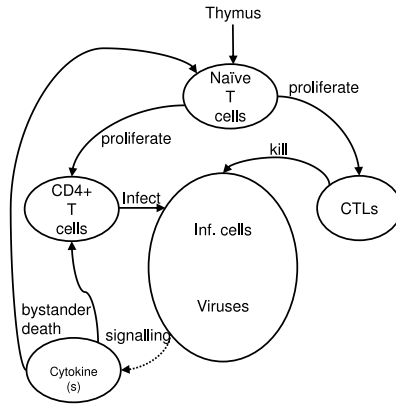 Thymus
Naïve
T
cells
proliferate
proliferate
kill
CD4+
T
cells
Infect
CTLs
Inf. cells
Viruses
bystander
death
signalling
Cytokine
(s)